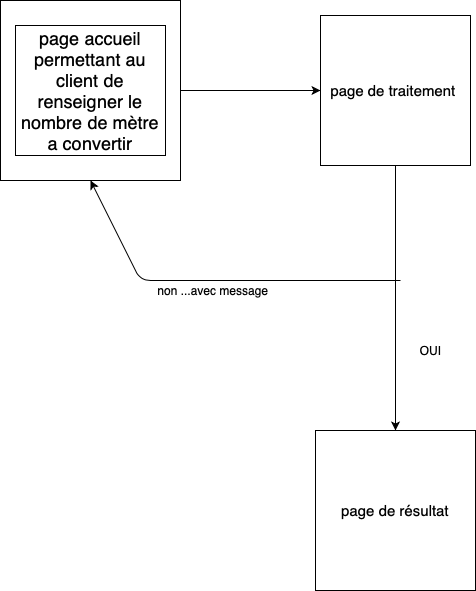 page accueil
permettant au
client de
renseigner le
nombre de mètre
a convertir
page de traitement
non ...avec message
OUI
page de résultat